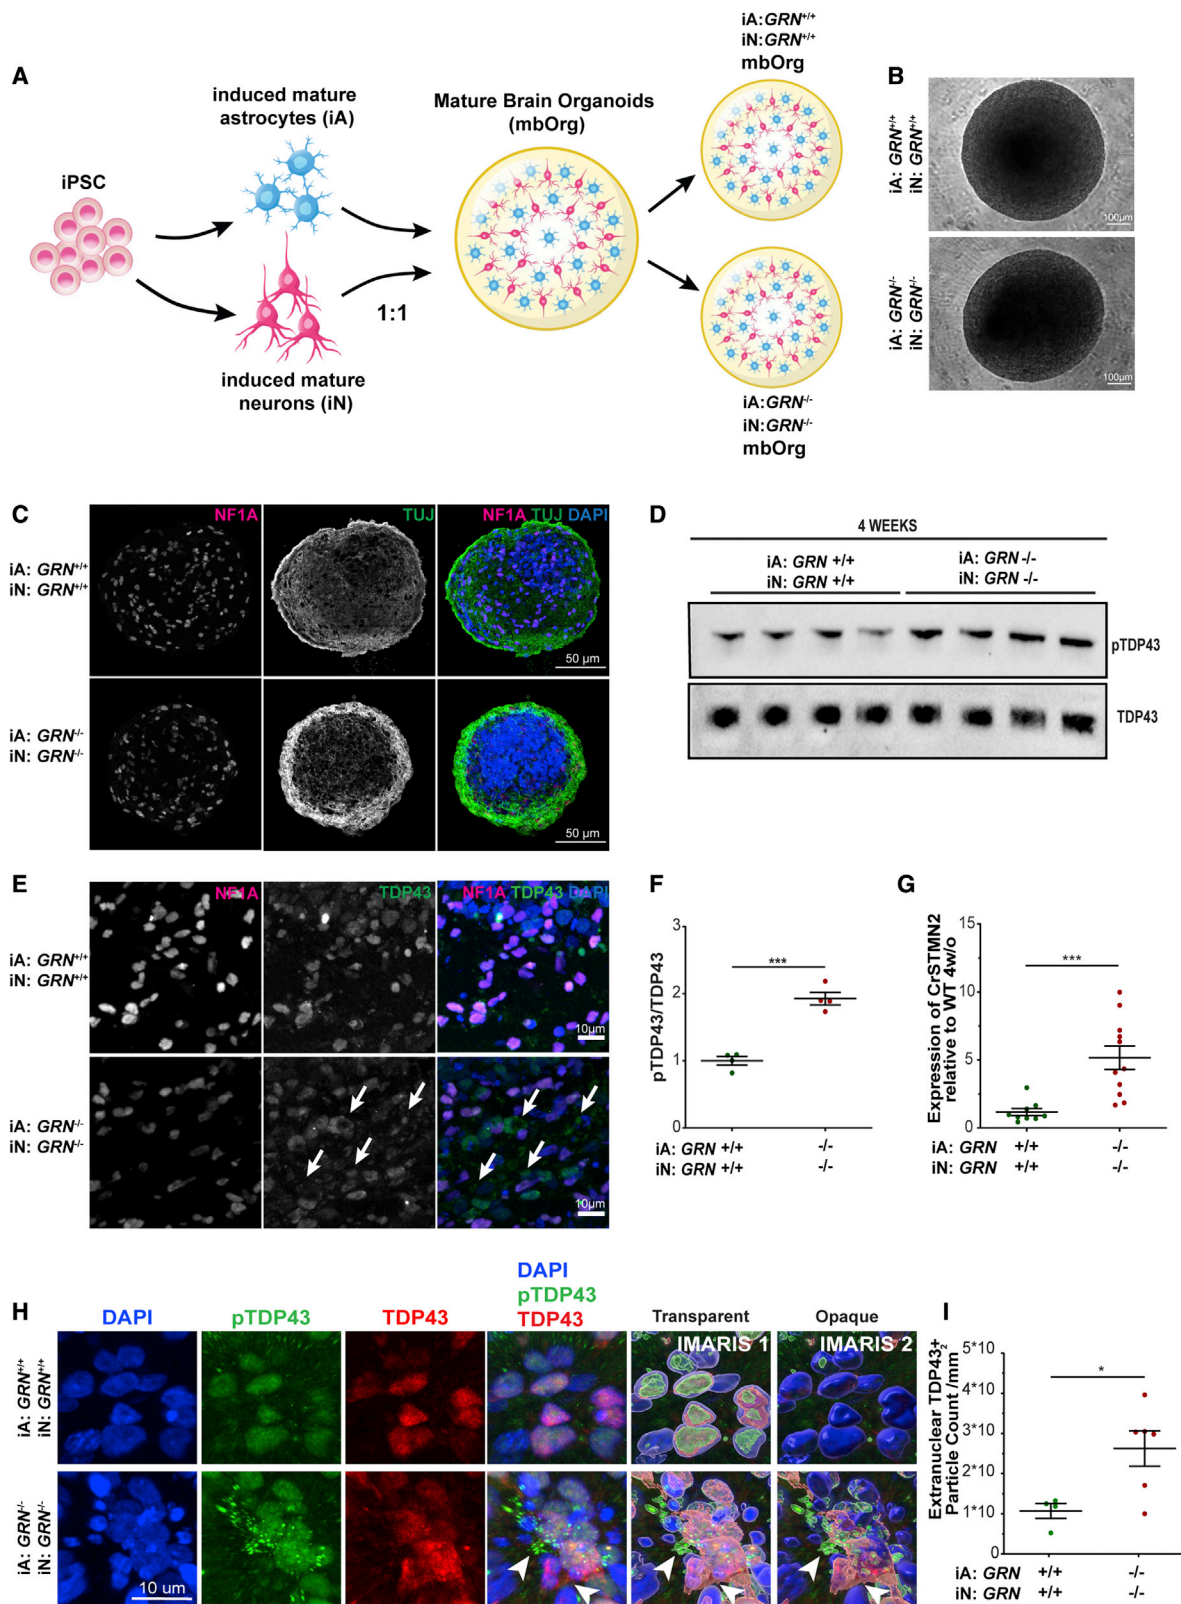 A
iPSC
induced mature
astrocytes (iA)
induced mature
neurons (iN)
1:1
Mature Brain Organoids
(mbOrg)
iA:GRN+/+
iN:GRN+/+
mbOrg
iA:GRN-/-
iN:GRN-/-
mbOrg
B
iA: GRN+/+
iN: GRN+/+
100µm
iA: GRN-/-
iN: GRN-/-
100µm
C
NF1A
TUJ
NF1A TUJ DAPI
iA: GRN+/+
iN: GRN+/+
50 µm
iA: GRN-/-
iN: GRN-/-
50 µm
D
4 WEEKS
iA: GRN +/+
iN: GRN +/+
iA: GRN -/-
iN: GRN -/-
pTDP43
TDP43
E
NF1A
TDP43
NF1A TDP43 DAPI
iA: GRN+/+
iN: GRN+/+
10µm
iA: GRN-/-
iN: GRN-/-
10µm
F
pTDP43/TDP43
3
2
1
0
***
iA: GRN +/+ -/-
iN: GRN +/+ -/-
G
Expression of CrSTMN2
relative to WT 4w/o
15
10
5
0
***
iA: GRN +/+ -/-
iN: GRN +/+ -/-
H
DAPI
pTDP43
TDP43
DAPI
pTDP43
TDP43
Transparent
IMARIS 1
Opaque
IMARIS 2
iA: GRN+/+
iN: GRN+/+
iA: GRN-/-
iN: GRN-/-
10 um
I
Extranuclear TDP43+
Particle Count /mm2
5*10
4*10
3*10
2*10
1*10
0
*
iA: GRN +/+ -/-
iN: GRN +/+ -/-